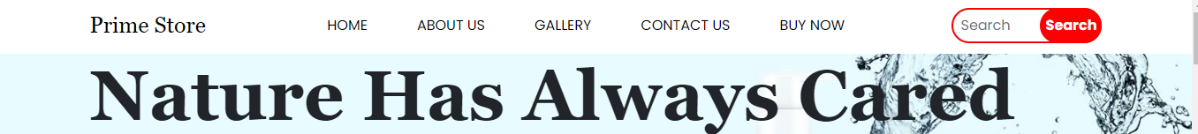 Prime Store HOME ABOUT US GALLERY CONTACT US BUY NOW Search Search
Nature Has Always Cared